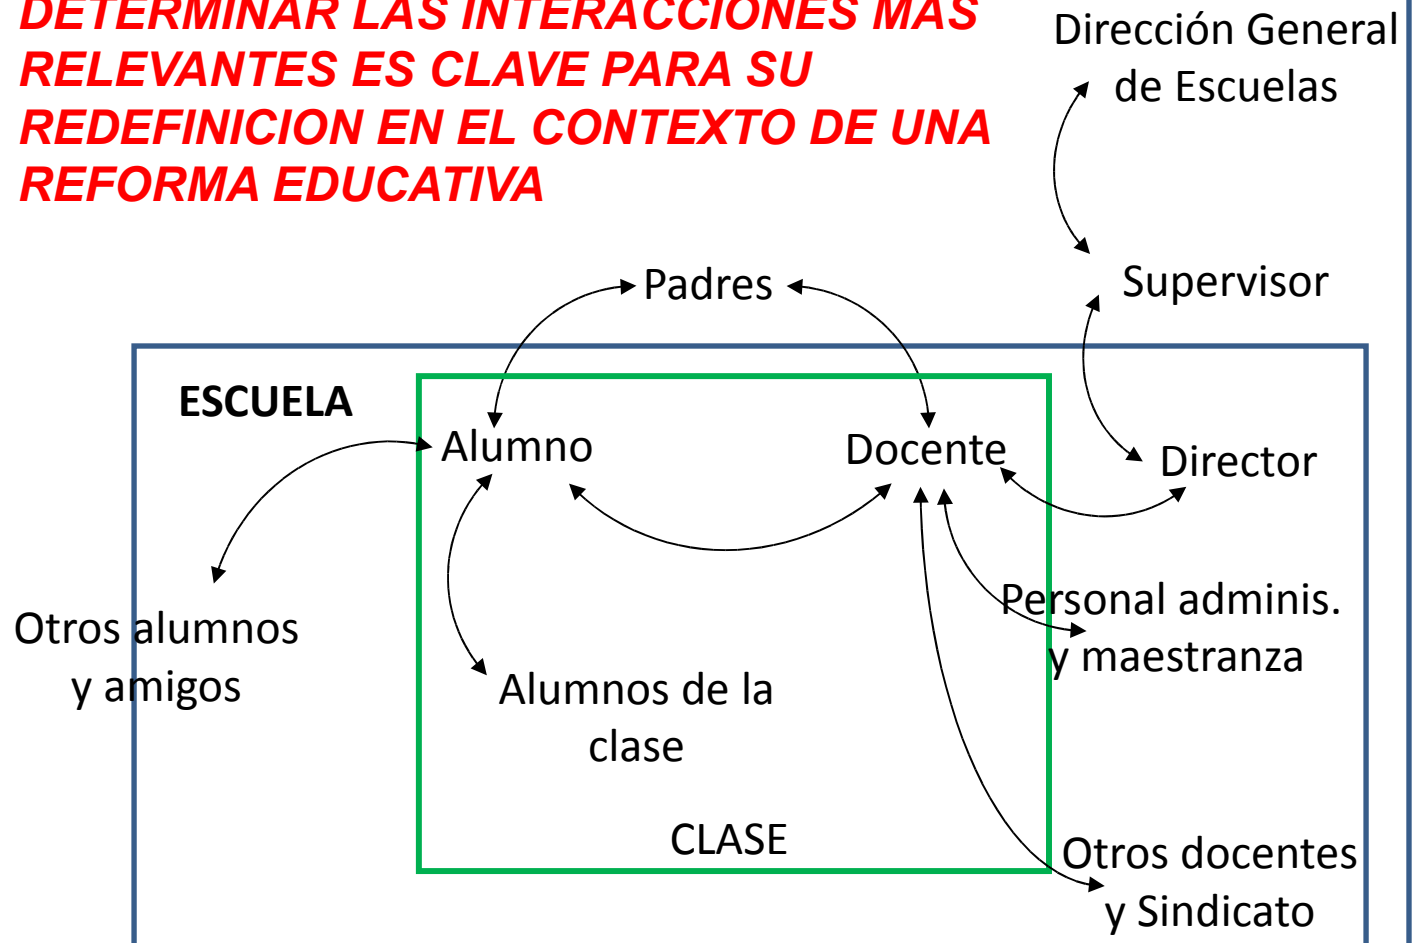 DETERMINAR LAS INTERACCIONES MAS
RELEVANTES ES CLAVE PARA SU
REDEFINICION EN EL CONTEXTO DE UNA
REFORMA EDUCATIVA
Dirección General
de Escuelas
Padres
Supervisor
ESCUELA
Alumno
Docente
Director
Otros alumnos
y amigos
Personal adminis.
y maestranza
Alumnos de la
clase
CLASE
Otros docentes
y Sindicato